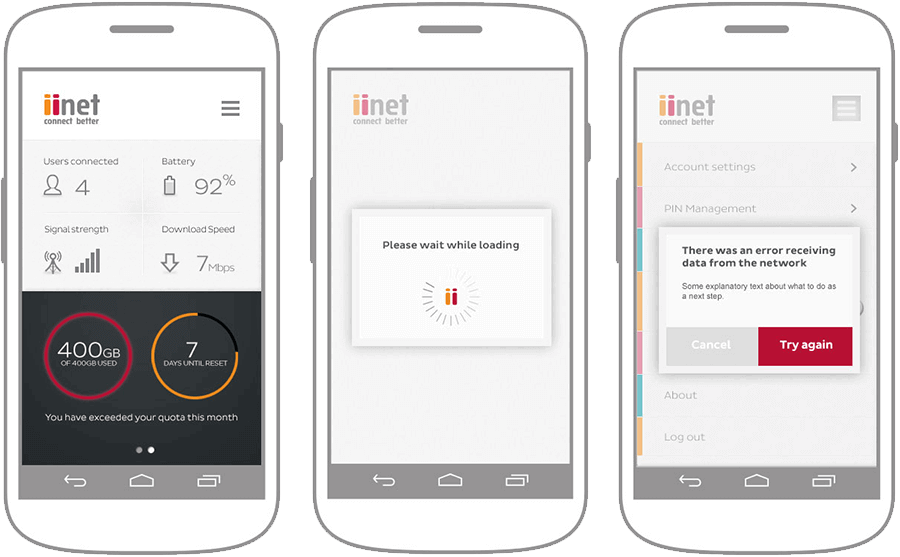 iinet
connect better
Users connected
4
Battery
92%
Signal strength
Download Speed
7Mbps
400GB
OF 400GB USED
7
DAYS UNTIL RESET
You have exceeded your quota this month
iinet
connect better
Please wait while loading
ii
iinet
connect better
Account settings
PIN Management
There was an error receiving
data from the network
Some explanatory text about what to do as
a next step.
Cancel
Try again
About
Log out